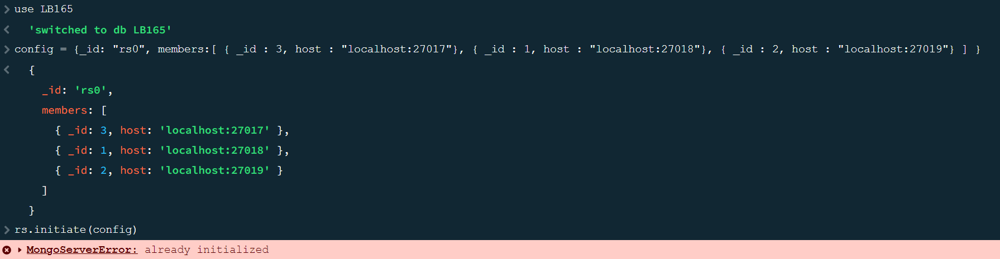 use LB165
'switched to db LB165'
config = {_id: "rs0", members:[ { _id : 3, host : "localhost:27017"}, { _id : 1, host : "localhost:27018"}, { _id : 2, host : "localhost:27019"} ] }
{
_id: 'rs0',
members: [
{ _id: 3, host: 'localhost:27017' },
{ _id: 1, host: 'localhost:27018' },
{ _id: 2, host: 'localhost:27019' }
]
}
rs.initiate(config)
MongoServerError: already initialized